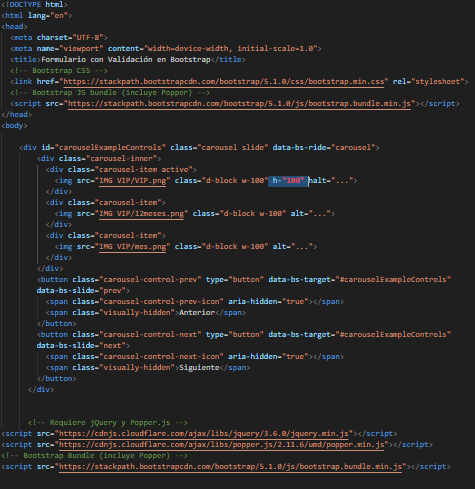 <!DOCTYPE html>
<html lang="en">
<head>
<meta charset="UTF-8">
<meta name="viewport" content="width=device-width, initial-scale=1.0">
<title>Formulario con Validación en Bootstrap</title>
<!-- Bootstrap CSS -->
<link href="https://stackpath.bootstrapcdn.com/bootstrap/5.1.0/css/bootstrap.min.css" rel="stylesheet">
<!-- Bootstrap JS bundle (incluye Popper) -->
<script src="https://stackpath.bootstrapcdn.com/bootstrap/5.1.0/js/bootstrap.bundle.min.js"></script>
</head>
<body>
<div id="carouselExampleControls" class="carousel slide" data-bs-ride="carousel">
<div class="carousel-inner">
<div class="carousel-item active">
<img src="IMG VIP/VIP.png" class="d-block w-100" h-"100" halt="...">
</div>
<div class="carousel-item">
<img src="IMG VIP/12meses.png" class="d-block w-100" alt="...">
</div>
<div class="carousel-item">
<img src="IMG VIP/mes.png" class="d-block w-100" alt="...">
</div>
</div>
<button class="carousel-control-prev" type="button" data-bs-target="#carouselExampleControls"
data-bs-slide="prev">
<span class="carousel-control-prev-icon" aria-hidden="true"></span>
<span class="visually-hidden">Anterior</span>
</button>
<button class="carousel-control-next" type="button" data-bs-target="#carouselExampleControls"
data-bs-slide="next">
<span class="carousel-control-next-icon" aria-hidden="true"></span>
<span class="visually-hidden">Siguiente</span>
</button>
</div>
<!-- Requiere jQuery y Popper.js -->
<script src="https://cdnjs.cloudflare.com/ajax/libs/jquery/3.6.0/jquery.min.js"></script>
<script src="https://cdnjs.cloudflare.com/ajax/libs/popper.js/2.11.6/umd/popper.min.js"></script>
<!-- Bootstrap Bundle (incluye Popper) -->
<script src="https://stackpath.bootstrapcdn.com/bootstrap/5.1.0/js/bootstrap.bundle.min.js"></script>